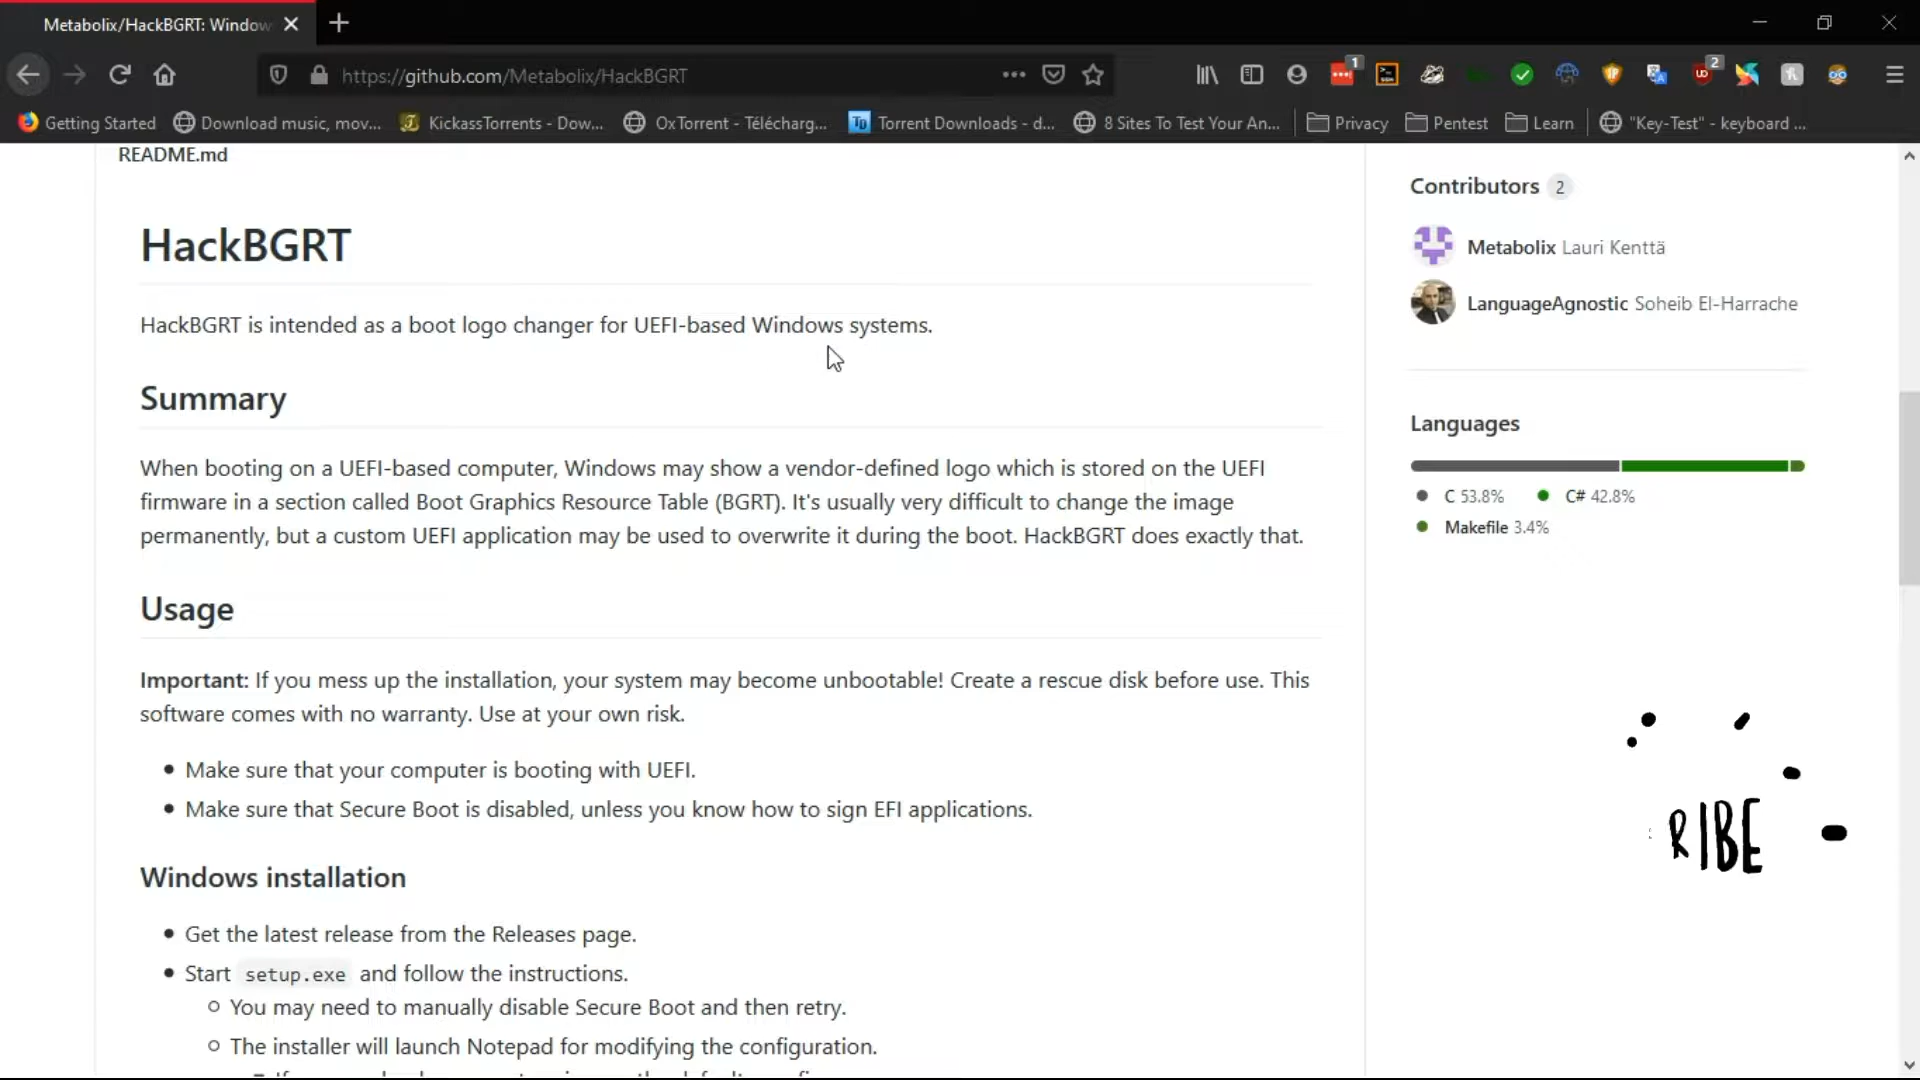 Metabolix/HackBGRT: Window
https://github.com/Metabolix/HackBGRT
1
2
Getting Started
Download music, mov...
KickassTorrents - Dow...
OxTorrent - Télécharg...
Torrent Downloads - d...
8 Sites To Test Your An...
Privacy
Pentest
Learn
"Key-Test" - keyboard ...
README.md
HackBGRT
HackBGRT is intended as a boot logo changer for UEFI-based Windows systems.
Summary
When booting on a UEFI-based computer, Windows may show a vendor-defined logo which is stored on the UEFI
firmware in a section called Boot Graphics Resource Table (BGRT). It's usually very difficult to change the image
permanently, but a custom UEFI application may be used to overwrite it during the boot. HackBGRT does exactly that.
Usage
Important: If you mess up the installation, your system may become unbootable! Create a rescue disk before use. This
software comes with no warranty. Use at your own risk.
Make sure that your computer is booting with UEFI.
Make sure that Secure Boot is disabled, unless you know how to sign EFI applications.
Windows installation
Get the latest release from the Releases page.
Start setup.exe and follow the instructions.
You may need to manually disable Secure Boot and then retry.
The installer will launch Notepad for modifying the configuration.
Contributors 2
Metabolix Lauri Kenttä
LanguageAgnostic Soheib El-Harrache
Languages
C 53.8%
C# 42.8%
Makefile 3.4%
RIBE